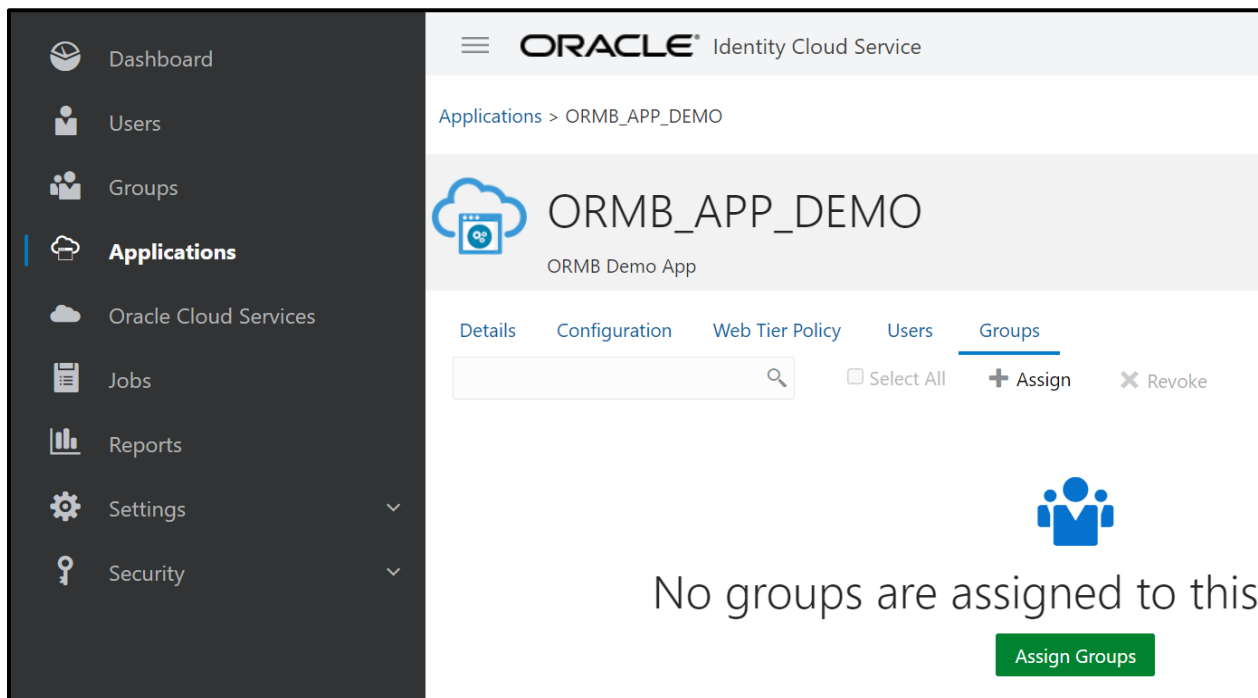 Dashboard
Users
Groups
Applications
Oracle Cloud Services
Jobs
Reports
Settings
Security
ORACLE® Identity Cloud Service
Applications > ORMB_APP_DEMO
ORMB_APP_DEMO
ORMB Demo App
Details Configuration Web Tier Policy Users Groups
Select All Assign Revoke
No groups are assigned to this
Assign Groups